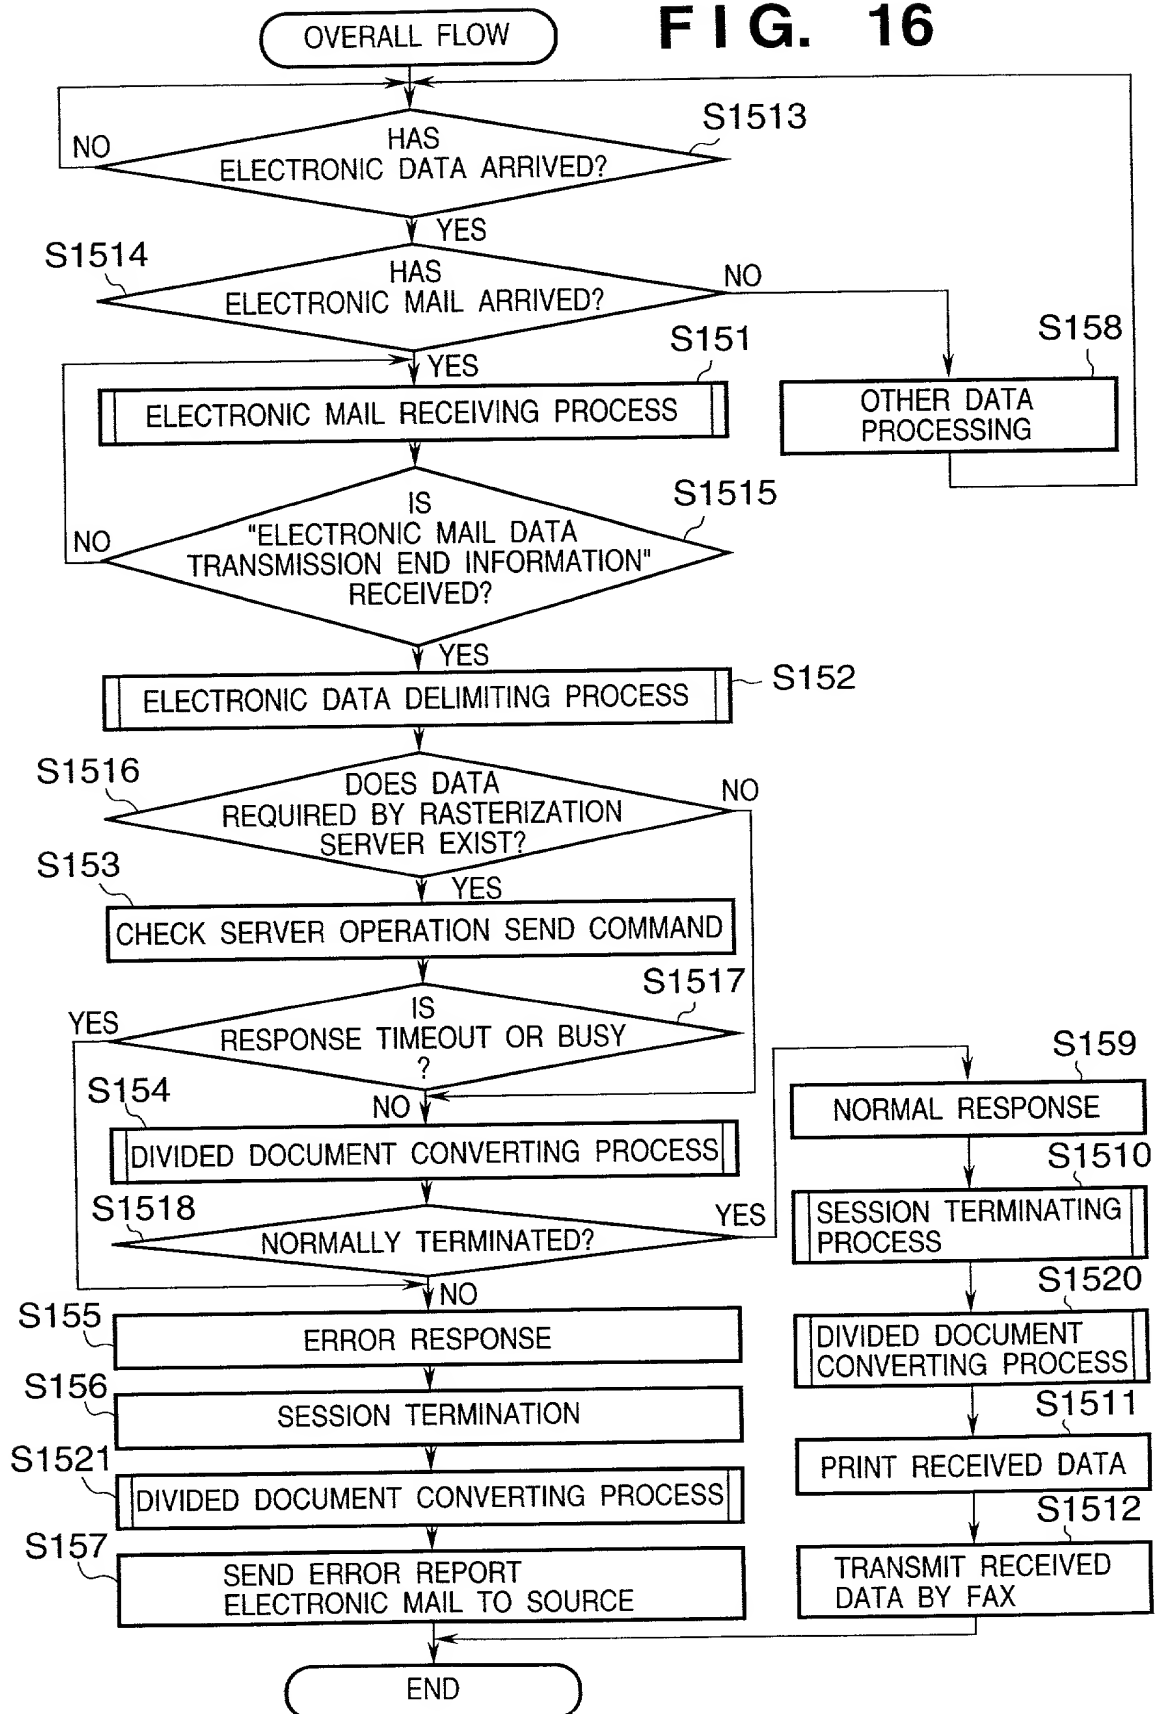 FIG. 16
OVERALL FLOW
S1513
HAS
ELECTRONIC DATA ARRIVED?
NO
YES
S1514
HAS
ELECTRONIC MAIL ARRIVED?
NO
YES
S158
OTHER DATA
PROCESSING
S151
ELECTRONIC MAIL RECEIVING PROCESS
S1515
IS
"ELECTRONIC MAIL DATA
TRANSMISSION END INFORMATION"
RECEIVED?
NO
YES
S152
ELECTRONIC DATA DELIMITING PROCESS
S1516
DOES DATA
REQUIRED BY RASTERIZATION
SERVER EXIST?
NO
YES
S153
CHECK SERVER OPERATION SEND COMMAND
S1517
IS
RESPONSE TIMEOUT OR BUSY
?
YES
NO
S154
DIVIDED DOCUMENT CONVERTING PROCESS
S1518
NORMALLY TERMINATED?
YES
NO
S155
ERROR RESPONSE
S156
SESSION TERMINATION
S1521
DIVIDED DOCUMENT CONVERTING PROCESS
S157
SEND ERROR REPORT
ELECTRONIC MAIL TO SOURCE
S159
NORMAL RESPONSE
S1510
SESSION TERMINATING
PROCESS
S1520
DIVIDED DOCUMENT
CONVERTING PROCESS
S1511
PRINT RECEIVED DATA
S1512
TRANSMIT RECEIVED
DATA BY FAX
END